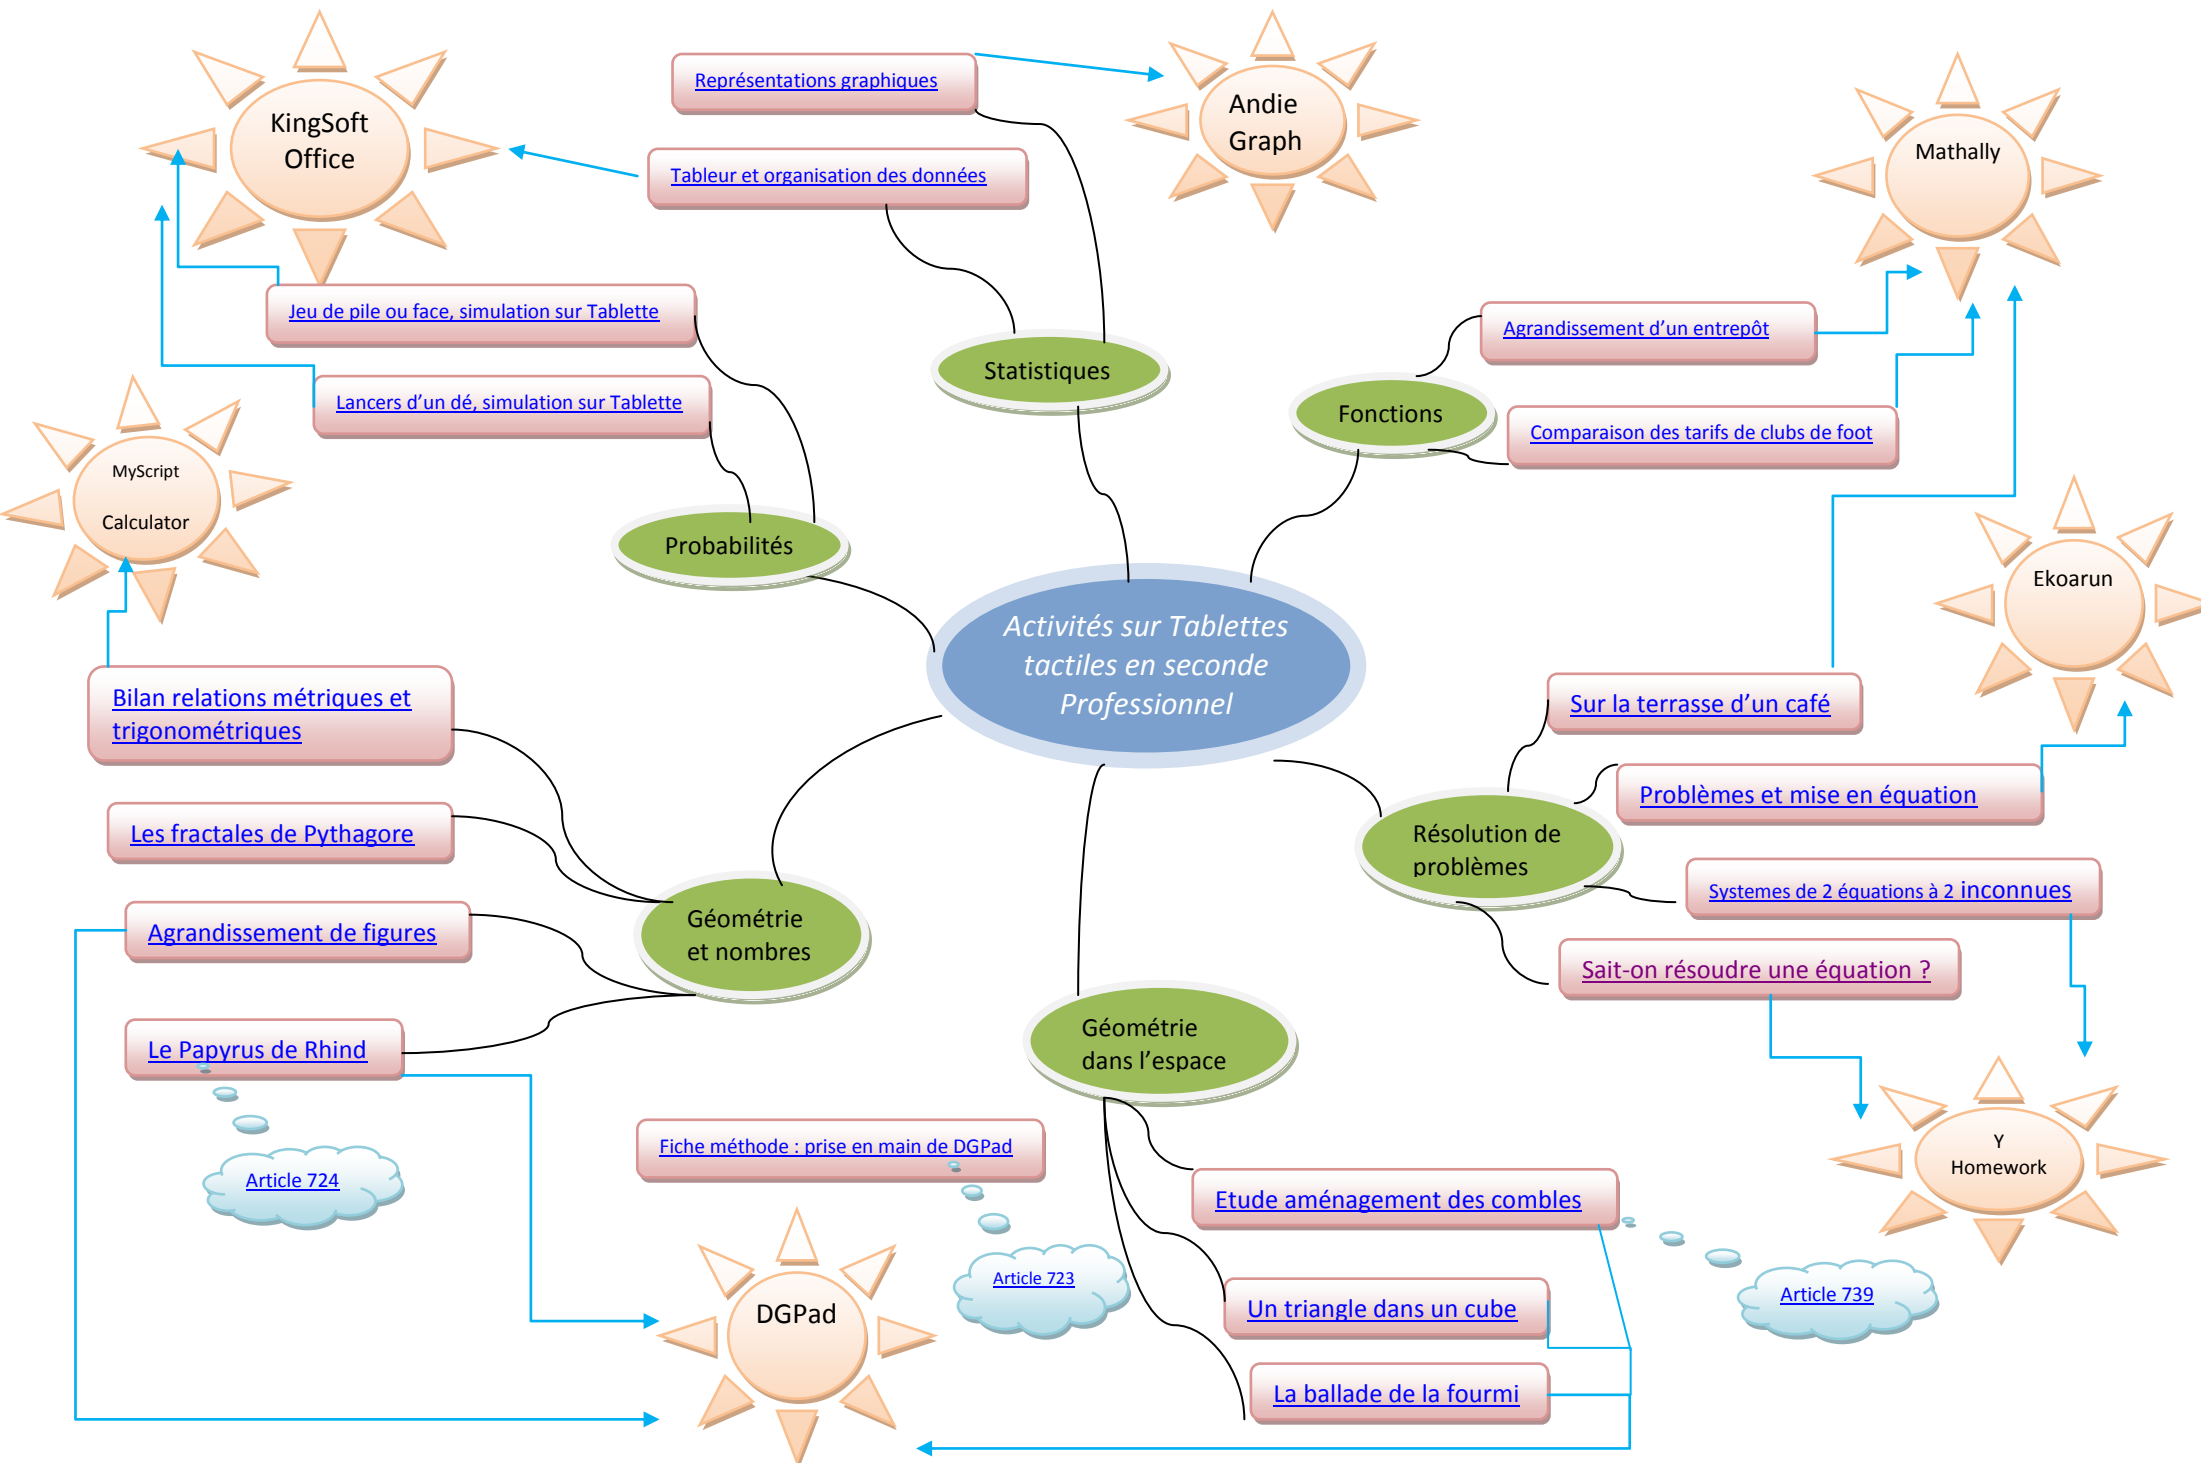 Représentations graphiques
Andie
Graph
KingSoft
Office
Mathally
Tableur et organisation des données
Jeu de pile ou face, simulation sur Tablette
Agrandissement d’un entrepôt
Statistiques
Lancers d’un dé, simulation sur Tablette
Fonctions
Comparaison des tarifs de clubs de foot
MyScript
Calculator
Probabilités
Ekoarun
Activités sur Tablettes
tactiles en seconde
Professionnel
Bilan relations métriques et
trigonométriques
Sur la terrasse d’un café
Problèmes et mise en équation
Les fractales de Pythagore
Résolution de
problèmes
Systemes de 2 équations à 2 inconnues
Agrandissement de figures
Géométrie
et nombres
Sait-on résoudre une équation ?
Le Papyrus de Rhind
Géométrie
dans l’espace
Fiche méthode : prise en main de DGPad
Y
Homework
Article 724
Etude aménagement des combles
Article 723
Article 739
DGPad
Un triangle dans un cube
La ballade de la fourmi